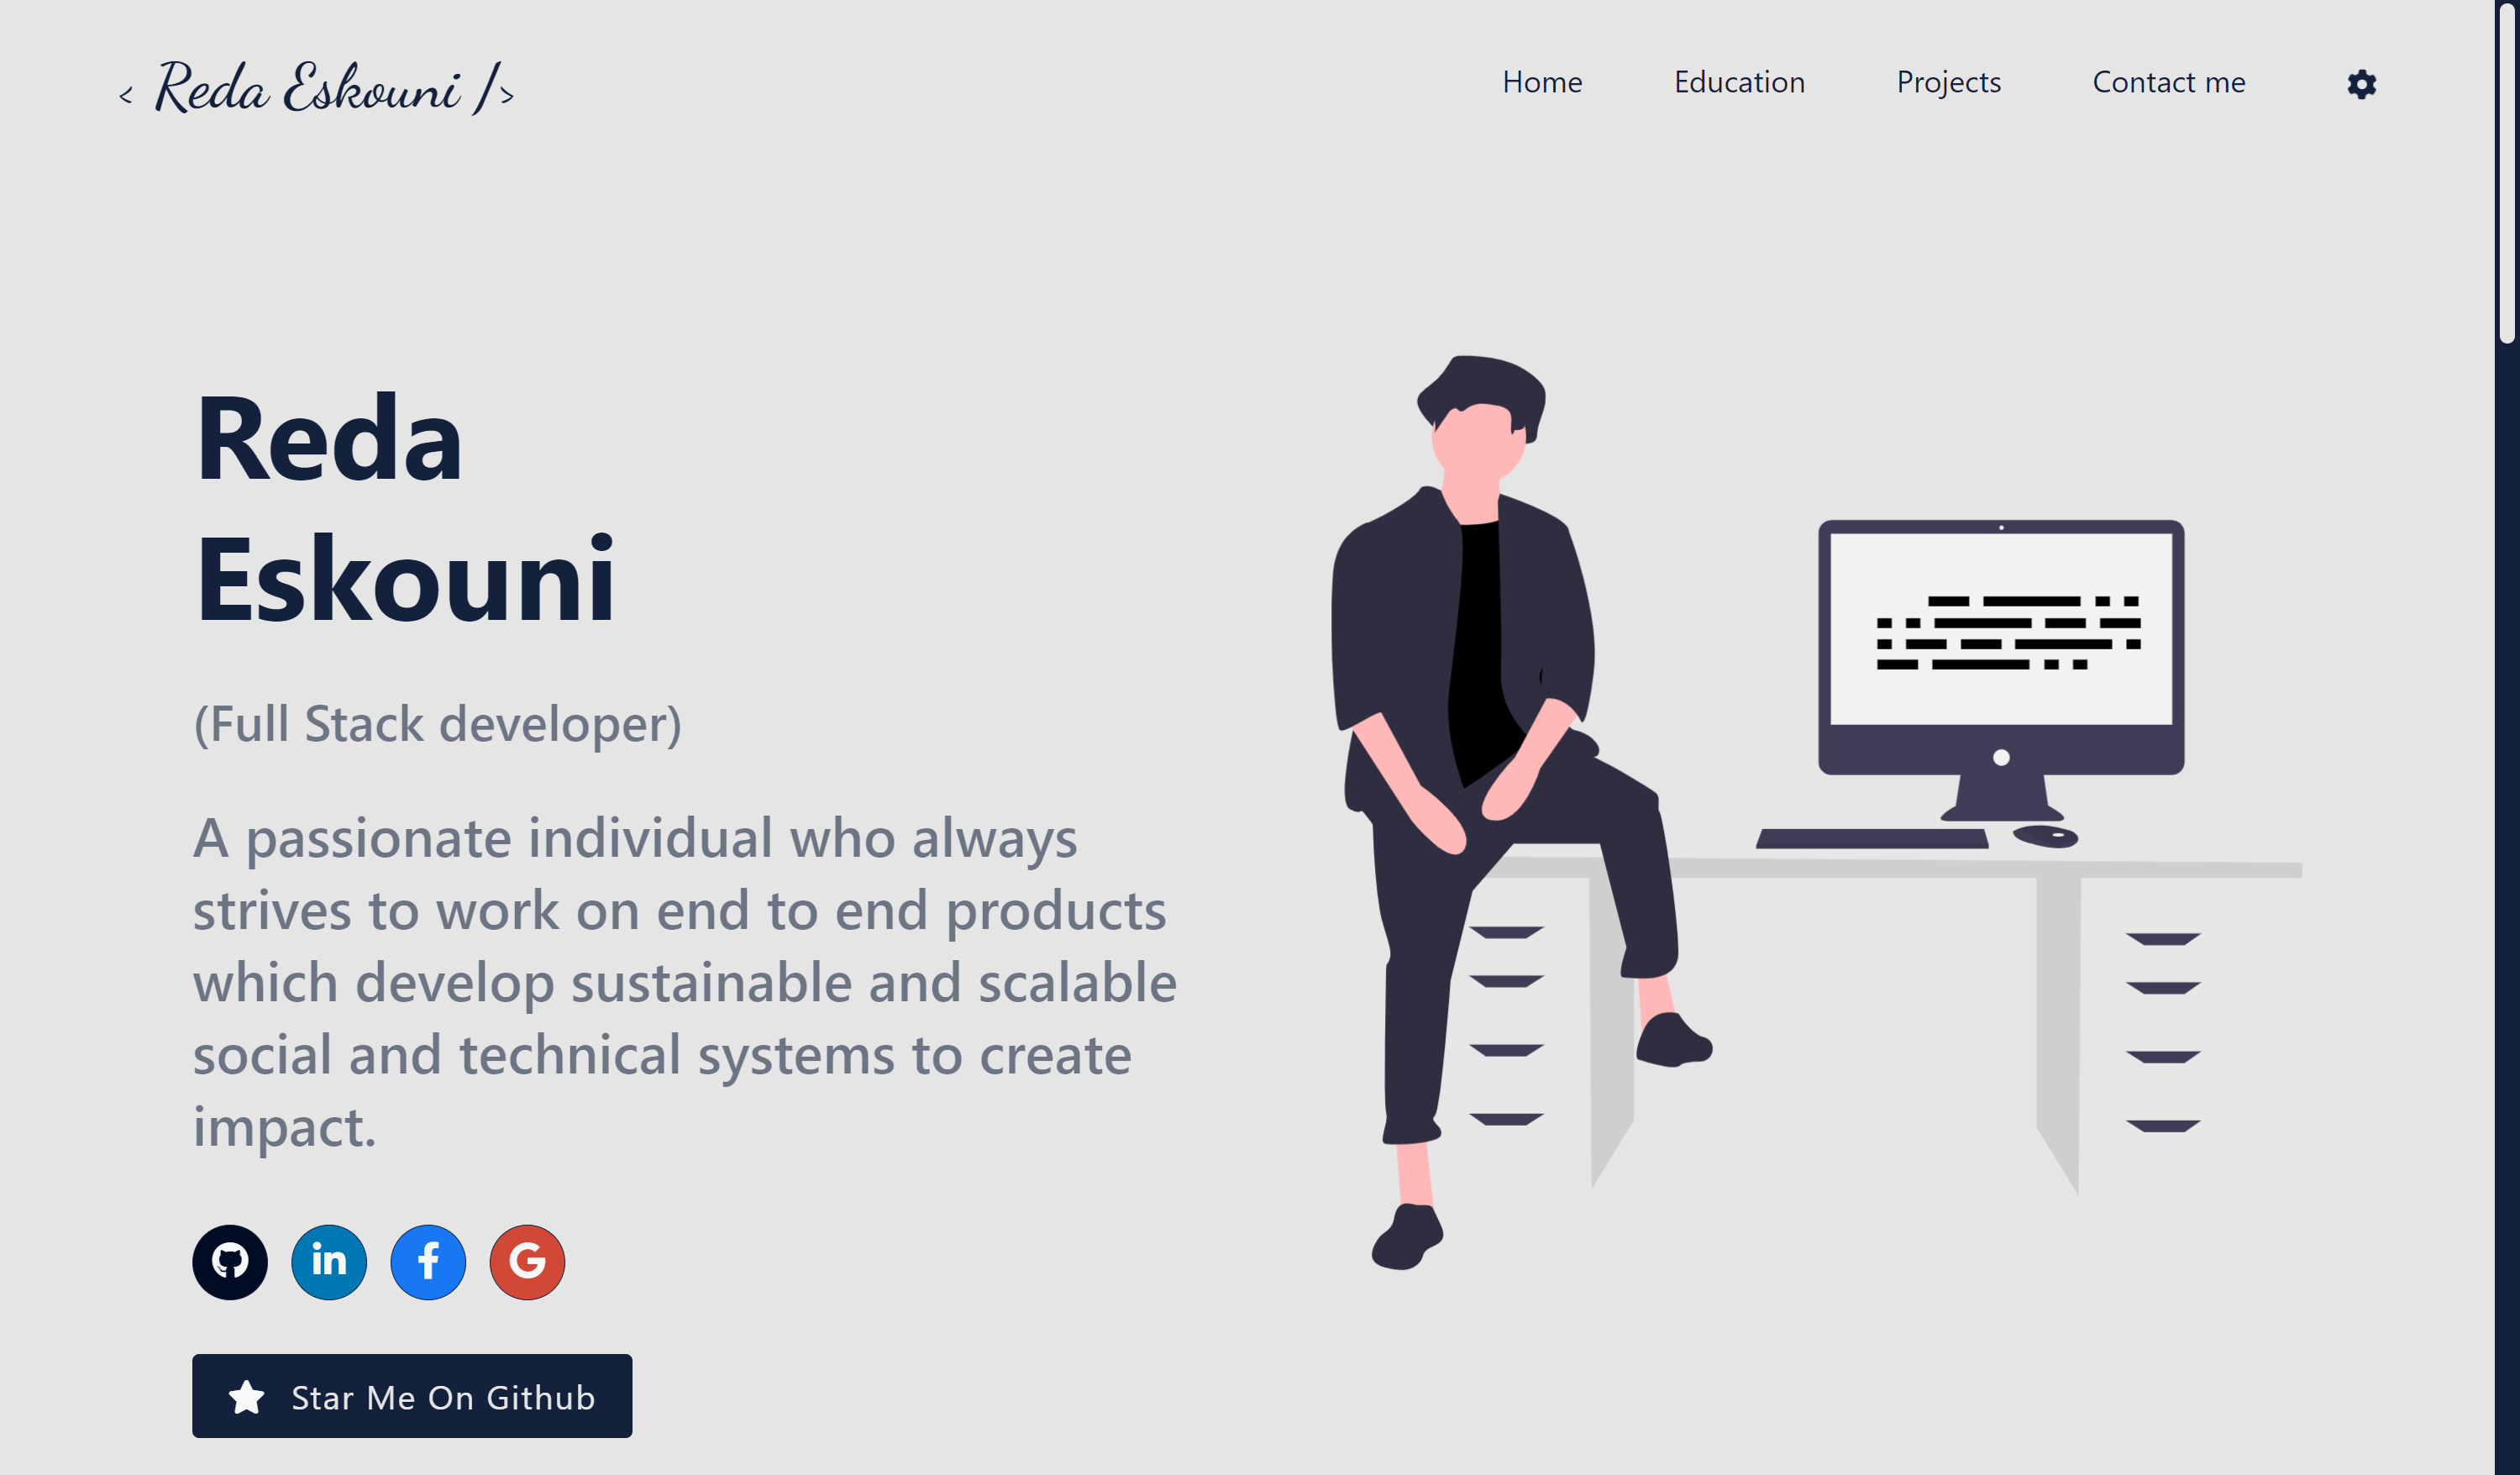 < Reda Eskouni />
Home Education Projects Contact me
Reda
Eskouni
(Full Stack developer)
A passionate individual who always
strives to work on end to end products
which develop sustainable and scalable
social and technical systems to create
impact.
Star Me On Github